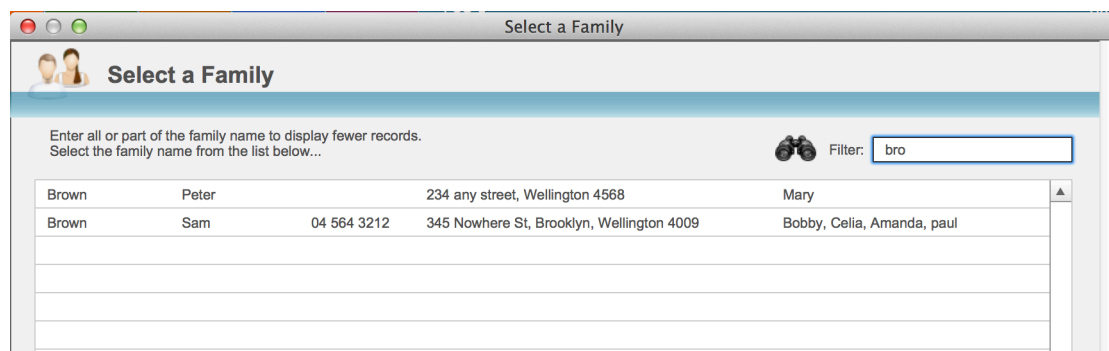 Select a Family
Select a Family
Enter all or part of the family name to display fewer records.
Select the family name from the list below...
Filter: bro
Brown Peter 234 any street, Wellington 4568 Mary
Brown Sam 04 564 3212 345 Nowhere St, Brooklyn, Wellington 4009 Bobby, Celia, Amanda, paul